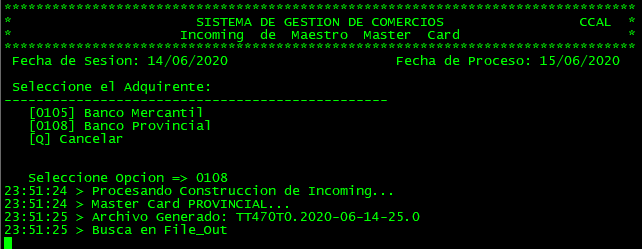 ********************************************************************************
* SISTEMA DE GESTION DE COMERCIOS CCAL *
* Incoming de Maestro Master Card *
********************************************************************************
Fecha de Sesion: 14/06/2020 Fecha de Proceso: 15/06/2020
Seleccione el Adquirente:
------------------------------------------------
[0105] Banco Mercantil
[0108] Banco Provincial
[Q] Cancelar
Seleccione Opcion => 0108
23:51:24 > Procesando Construccion de Incoming...
23:51:24 > Master Card PROVINCIAL...
23:51:25 > Archivo Generado: TT470T0.2020-06-14-25.0
23:51:25 > Busca en File_Out